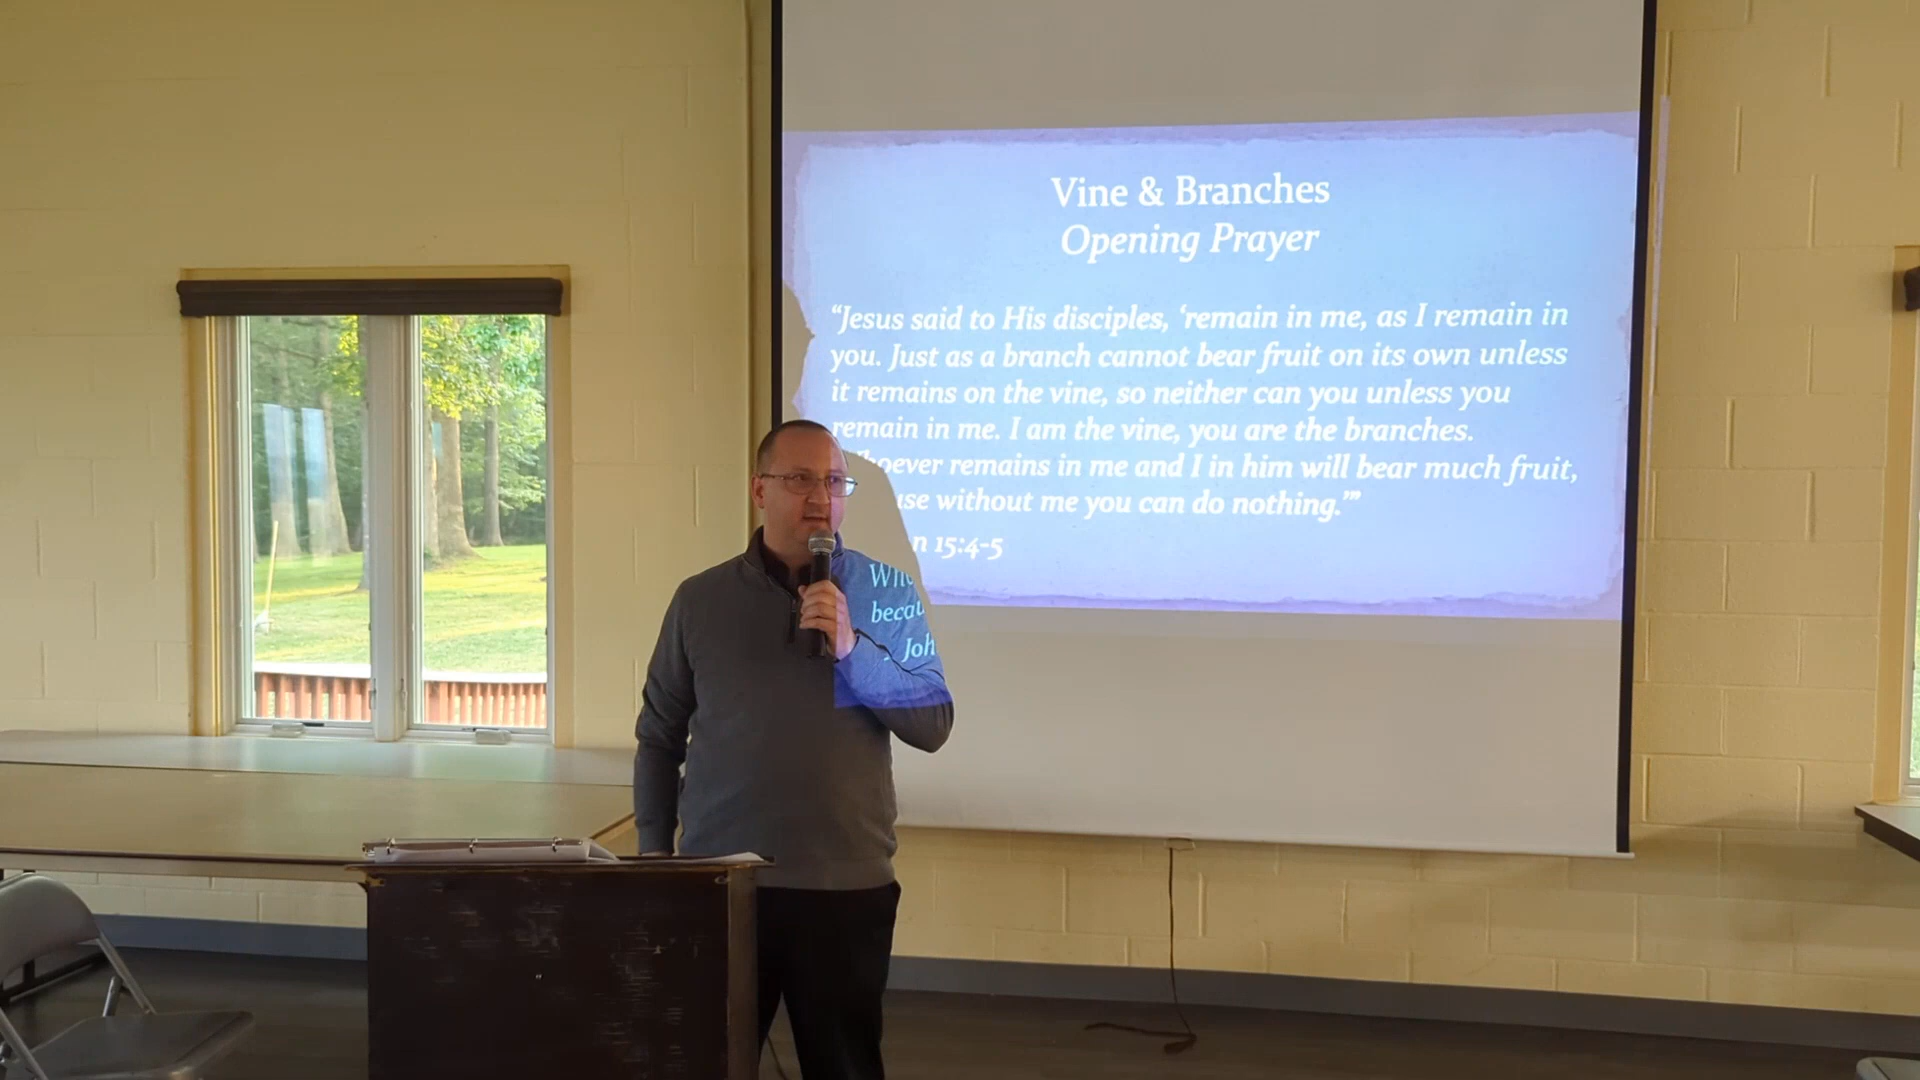 Vine & Branches
Opening Prayer
“Jesus said to His disciples, ‘remain in me, as I remain in
you. Just as a branch cannot bear fruit on its own unless
it remains on the vine, so neither can you unless you
remain in me. I am the vine, you are the branches.
Whoever remains in me and I in him will bear much fruit,
because without me you can do nothing.’”
- John 15:4-5